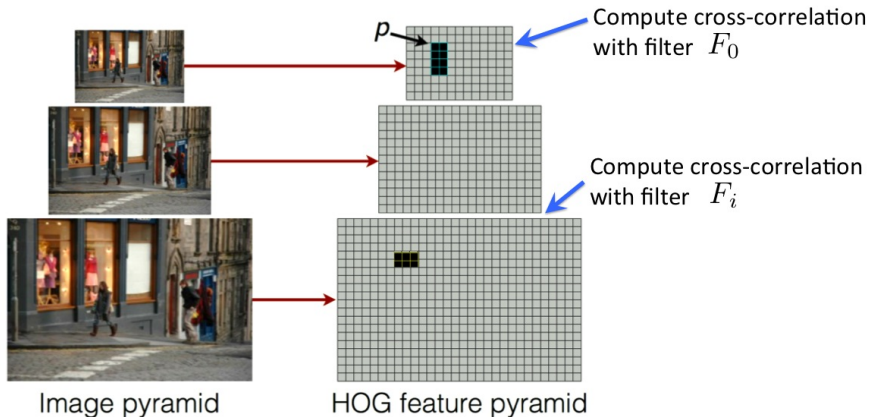 Compute cross-correlation
with filter F₀
p
Compute cross-correlation
with filter Fᵢ
Image pyramid
HOG feature pyramid